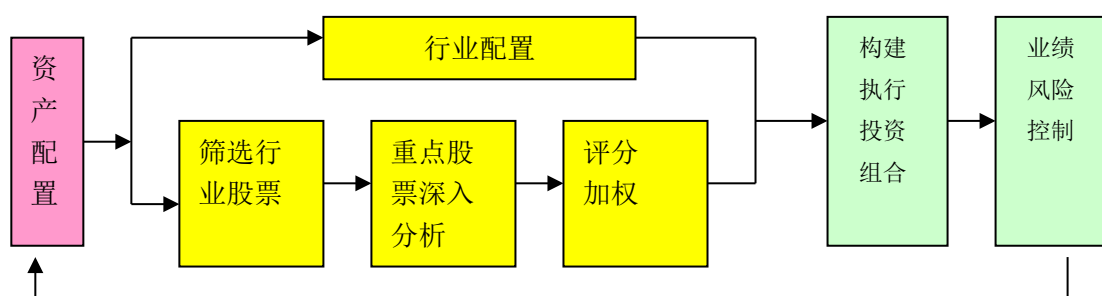 资
产
配
置
行业配置
筛选行
业股票
重点股
票深入
分析
评分
加权
构建
执行
投资
组合
业绩
风险
控制